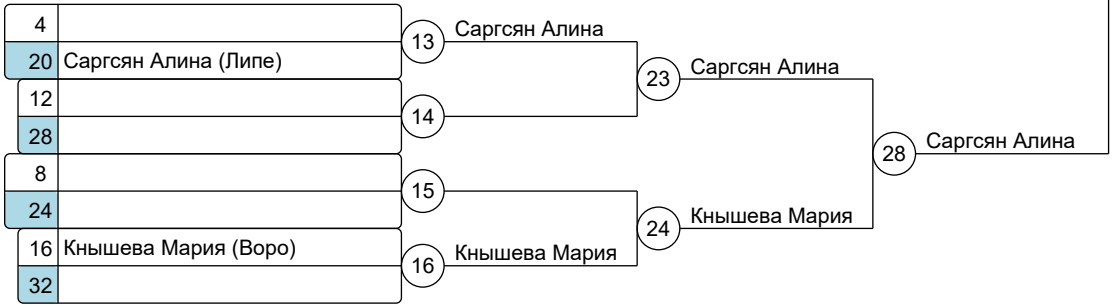 4
13 Саргсян Алина
20 Саргсян Алина (Липе)
23 Саргсян Алина
12
14
28
28 Саргсян Алина
8
15
24
24 Кнышева Мария
16 Кнышева Мария (Воро)
16 Кнышева Мария
32